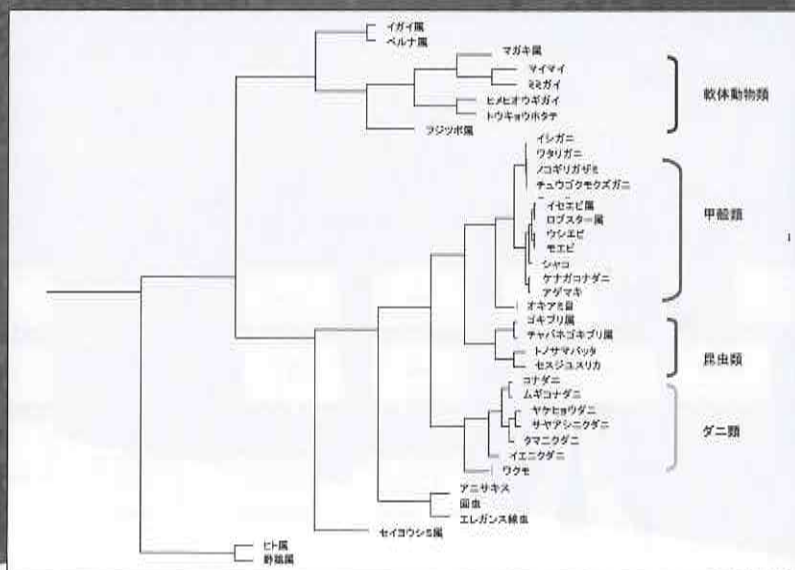 イガイ属
ペルナ属
マガキ属
マイマイ
ミミガイ
ヒメヒオウギガイ
トウキョウホタテ
フジツボ属
軟体動物類
イシガニ
ワタリガニ
ノコギリガザミ
チュウゴクモクズガニ
イセエビ属
ロブスター属
ウシエビ
モエビ
シャコ
ケナガコナダニ
アゲマキ
オキアミ目
甲殻類
ゴキブリ属
チャバネゴキブリ属
トノサマバッタ
セスジユスリカ
昆虫類
コナダニ
ムギコナダニ
ヤケヒョウダニ
サヤアシニクダニ
タマニクダニ
イエニクダニ
ワクモ
ダニ類
アニサキス
回虫
エレガンス線虫
セイヨウシミ属
ヒト属
野鶏属